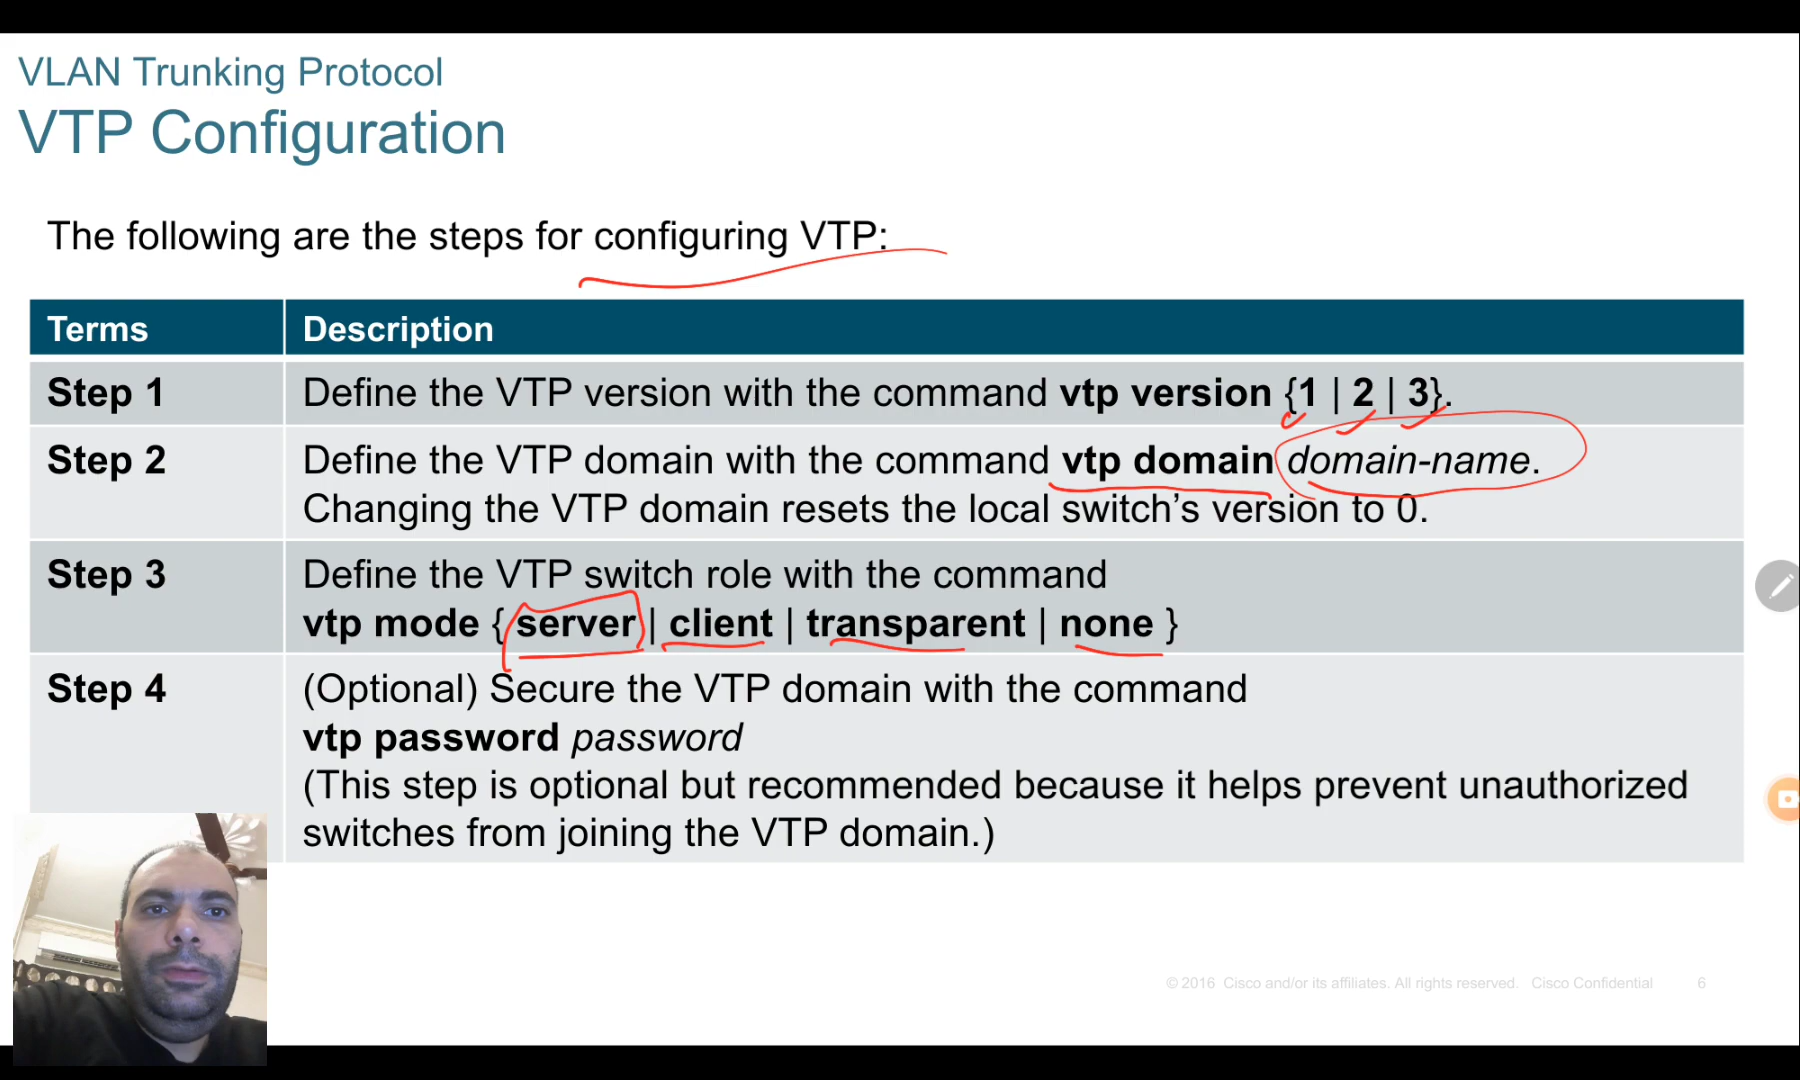 VLAN Trunking Protocol
VTP Configuration
The following are the steps for configuring VTP:
Terms Description
Step 1 Define the VTP version with the command vtp version {1 | 2 | 3}.
Step 2 Define the VTP domain with the command vtp domain domain-name.
Changing the VTP domain resets the local switch's version to 0.
Step 3 Define the VTP switch role with the command
vtp mode { server | client | transparent | none }
Step 4 (Optional) Secure the VTP domain with the command
vtp password password
(This step is optional but recommended because it helps prevent unauthorized
switches from joining the VTP domain.)
© 2016 Cisco and/or its affiliates. All rights reserved. Cisco Confidential 6